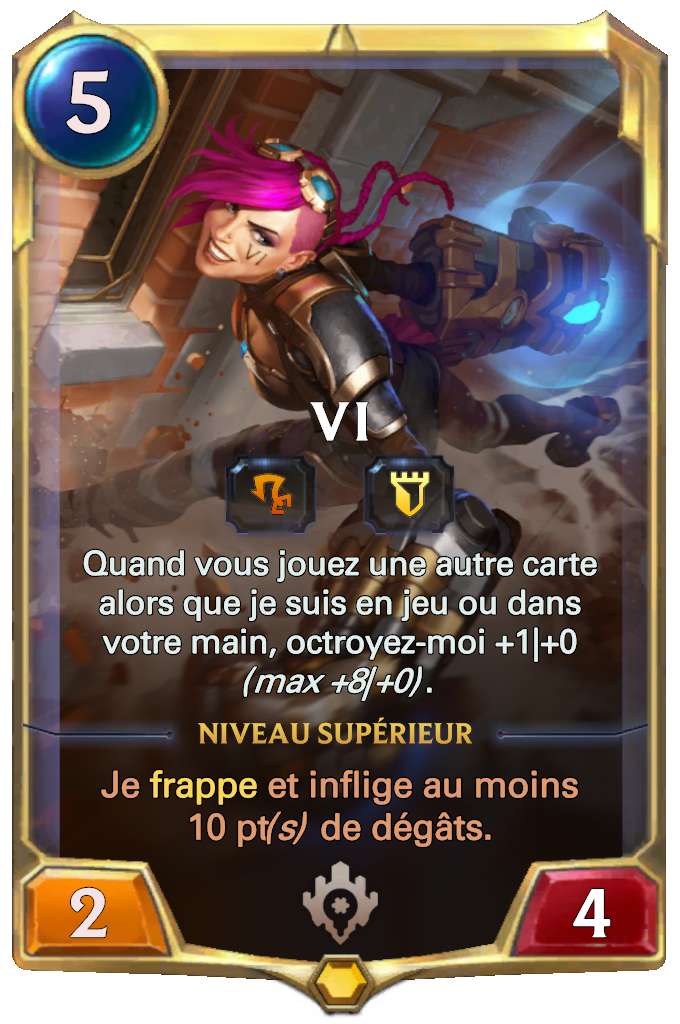 5
VI
VI
Quand vous jouez une autre carte
alors que je suis en jeu ou dans
votre main, octroyez-moi +1|+0
(max +8|+0).
NIVEAU SUPÉRIEUR
Je frappe et inflige au moins
10 pt(s) de dégâts.
2
4